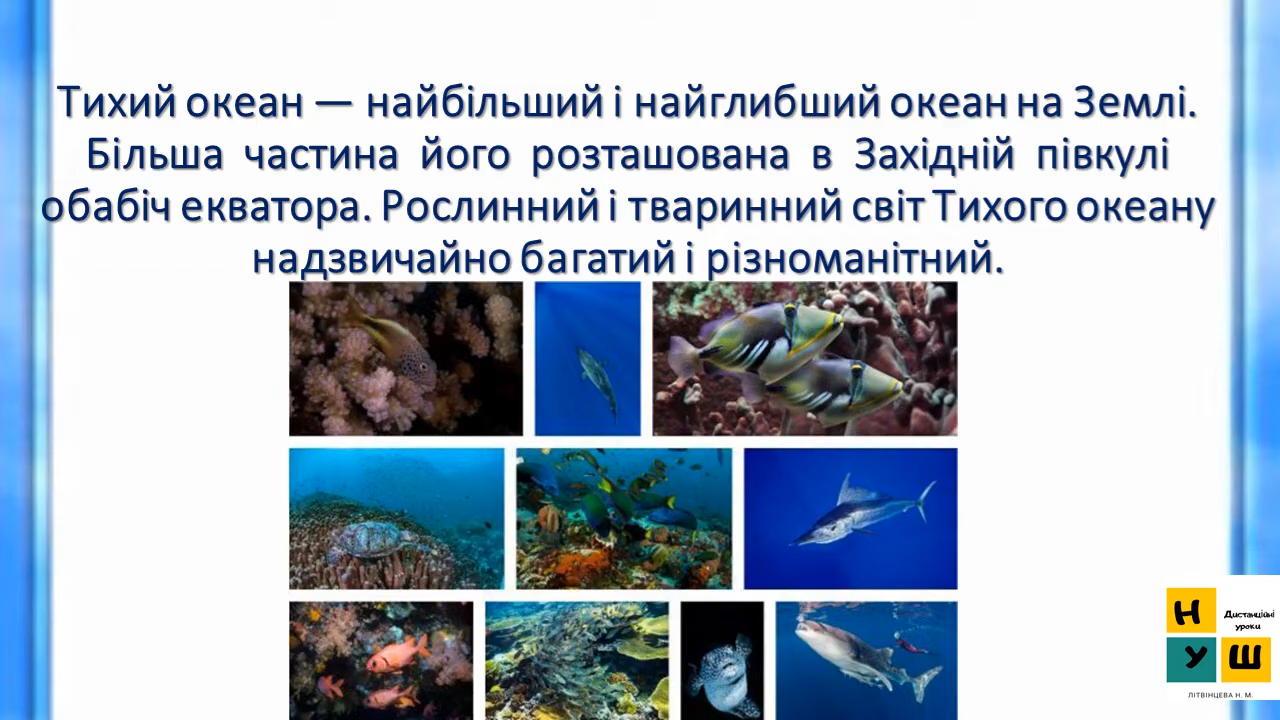 Тихий океан — найбільший і найглибший океан на Землі.
Більша частина його розташована в Західній півкулі
обабіч екватора. Рослинний і тваринний світ Тихого океану
надзвичайно багатий і різноманітний.
Н
Дистанційні
уроки
У Ш
ЛІТВІНЦЕВА Н. М.